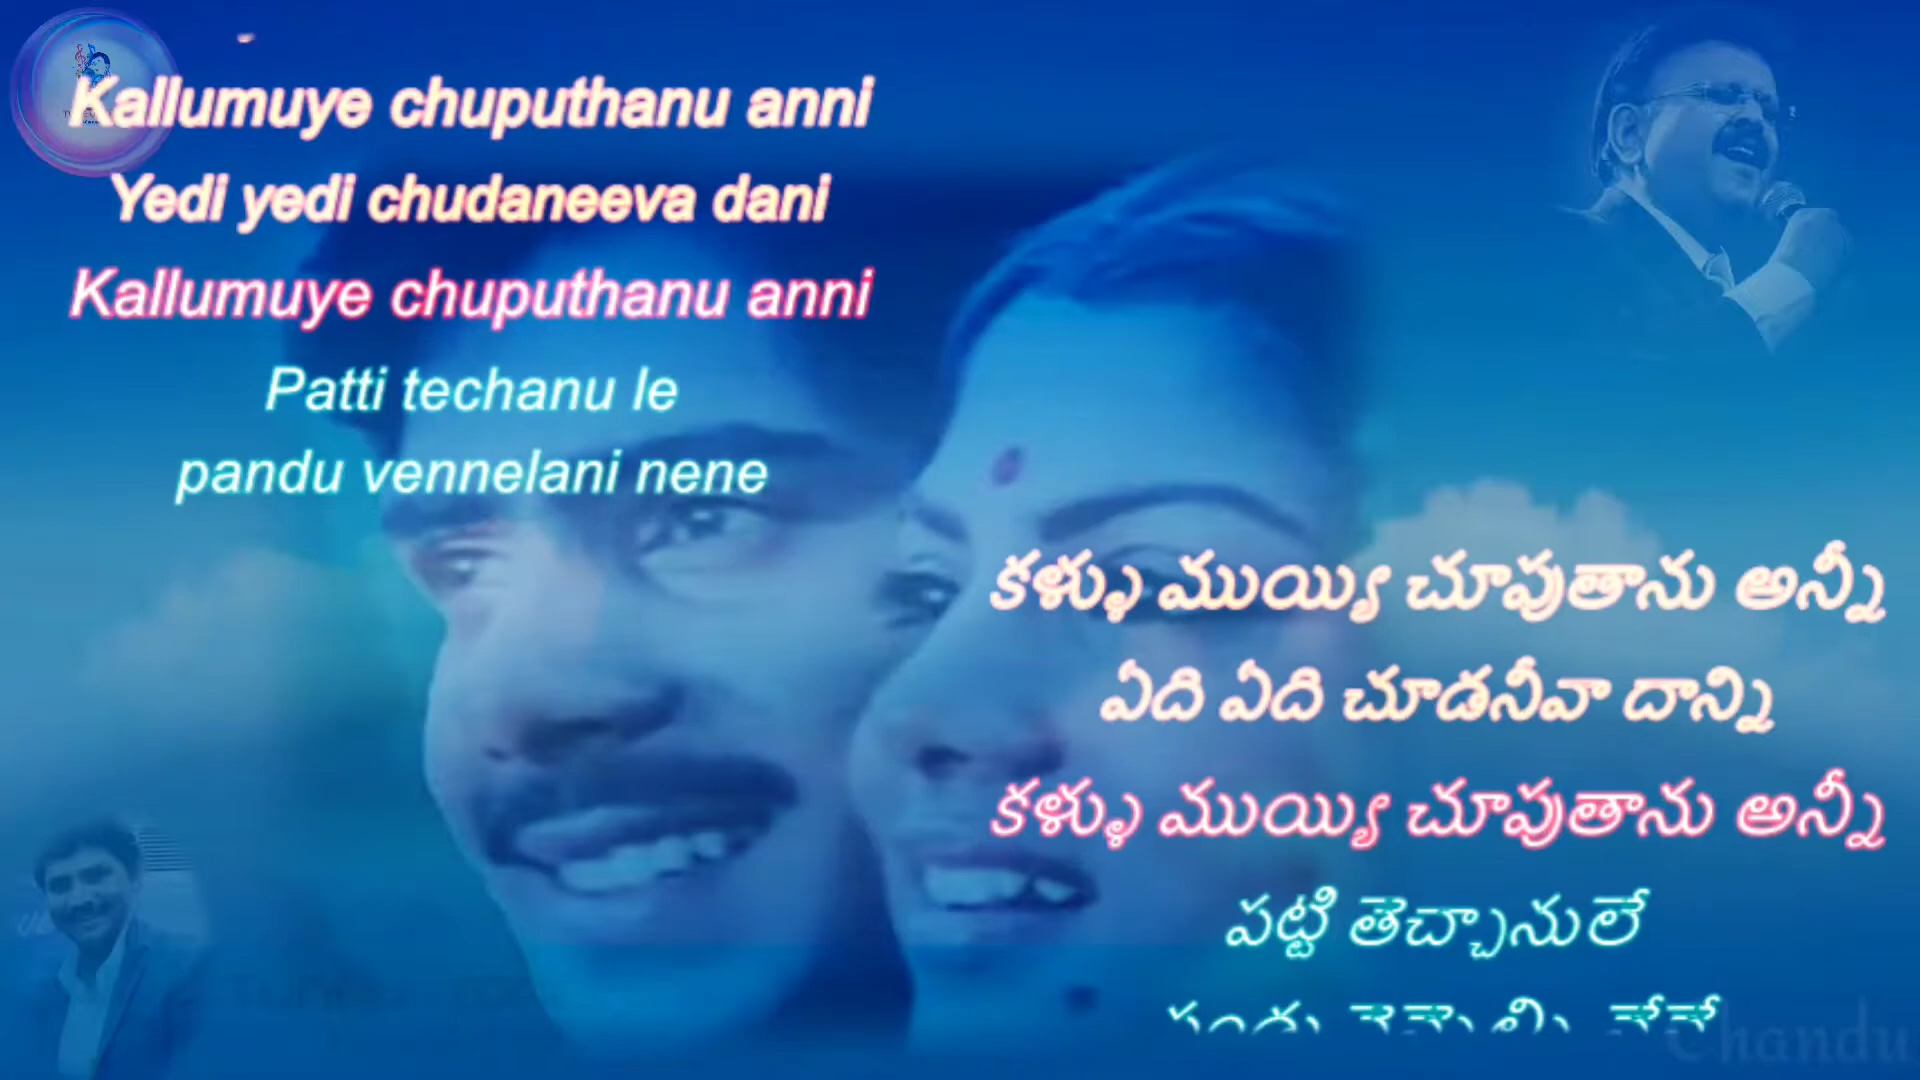 Kallumuye chuputhanu anni
Yedi yedi chudaneeva dani
Kallumuye chuputhanu anni
Patti techanu le
pandu vennelani nene
కళ్ళు ముయ్యి చూపుతాను అన్నీ
ఏది ఏది చూడనీవా దాన్ని
కళ్ళు ముయ్యి చూపుతాను అన్నీ
పట్టి తెచ్చానులే
Chandu